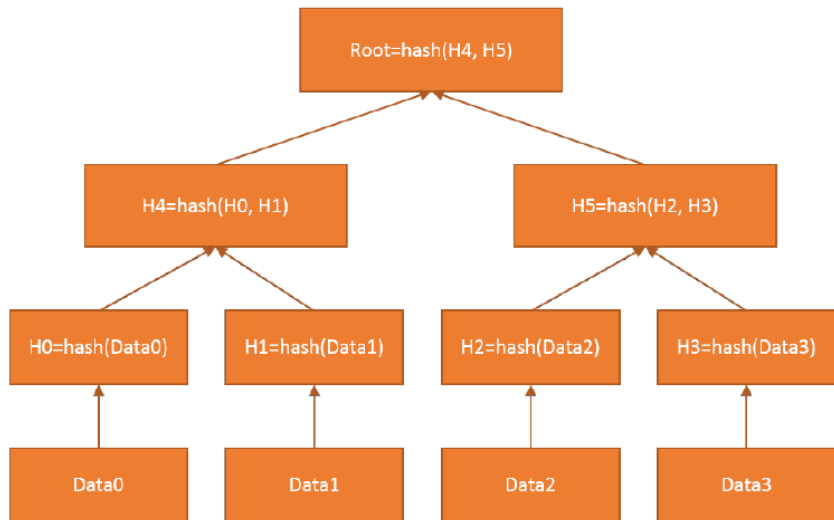 Root=hash(H4, H5)
H4=hash(H0, H1)
H5=hash(H2, H3)
H0=hash(Data0)
H1=hash(Data1)
H2=hash(Data2)
H3=hash(Data3)
Data0
Data1
Data2
Data3